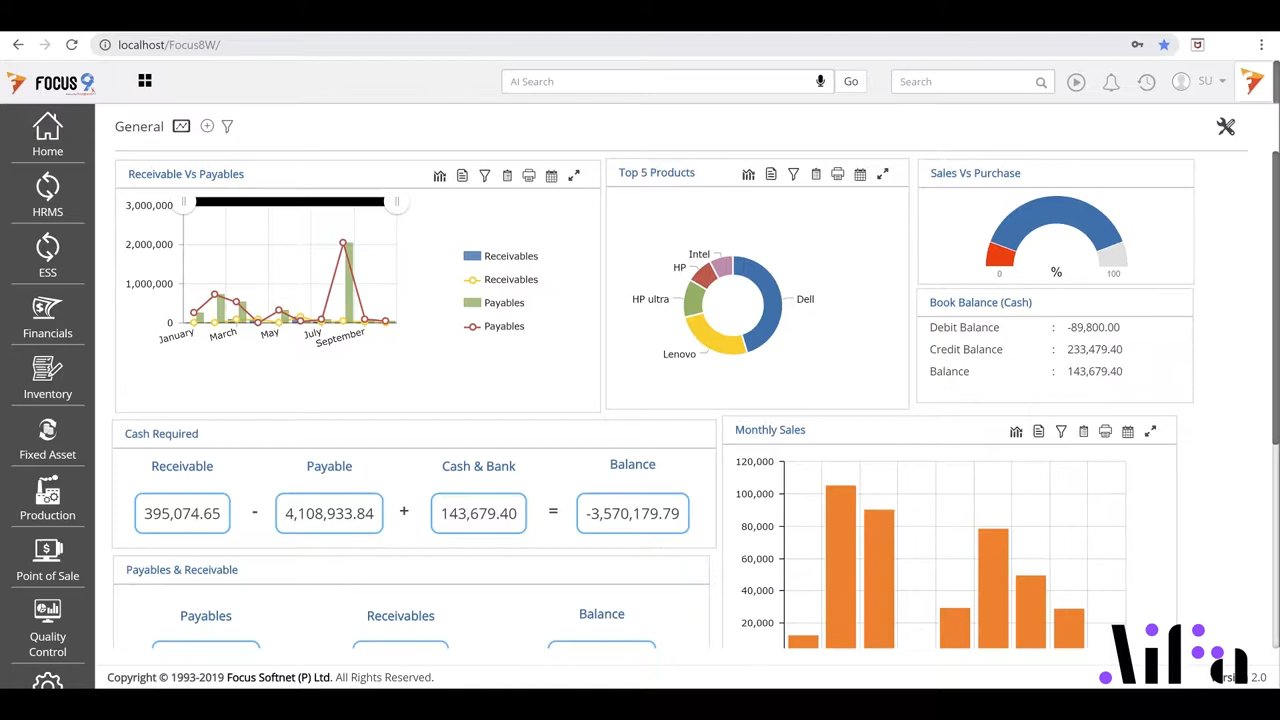 localhost/Focus8W/
FOCUS 9
AI Search
Go
Search
SU
Home
HRMS
ESS
Financials
Inventory
Fixed Asset
Production
Point of Sale
Quality
Control
General
Receivable Vs Payables
3,000,000
2,000,000
1,000,000
0
January
March
May
July
September
Receivables
Receivables
Payables
Payables
Top 5 Products
Intel
HP
HP ultra
Lenovo
Dell
Sales Vs Purchase
0
%
100
Book Balance (Cash)
Debit Balance : -89,800.00
Credit Balance : 233,479.40
Balance : 143,679.40
Cash Required
Receivable Payable Cash & Bank Balance
395,074.65 - 4,108,933.84 + 143,679.40 = -3,570,179.79
Payables & Receivable
Payables Receivables Balance
Monthly Sales
120,000
100,000
80,000
60,000
40,000
20,000
Copyright © 1993-2019 Focus Softnet (P) Ltd. All Rights Reserved.
2.0